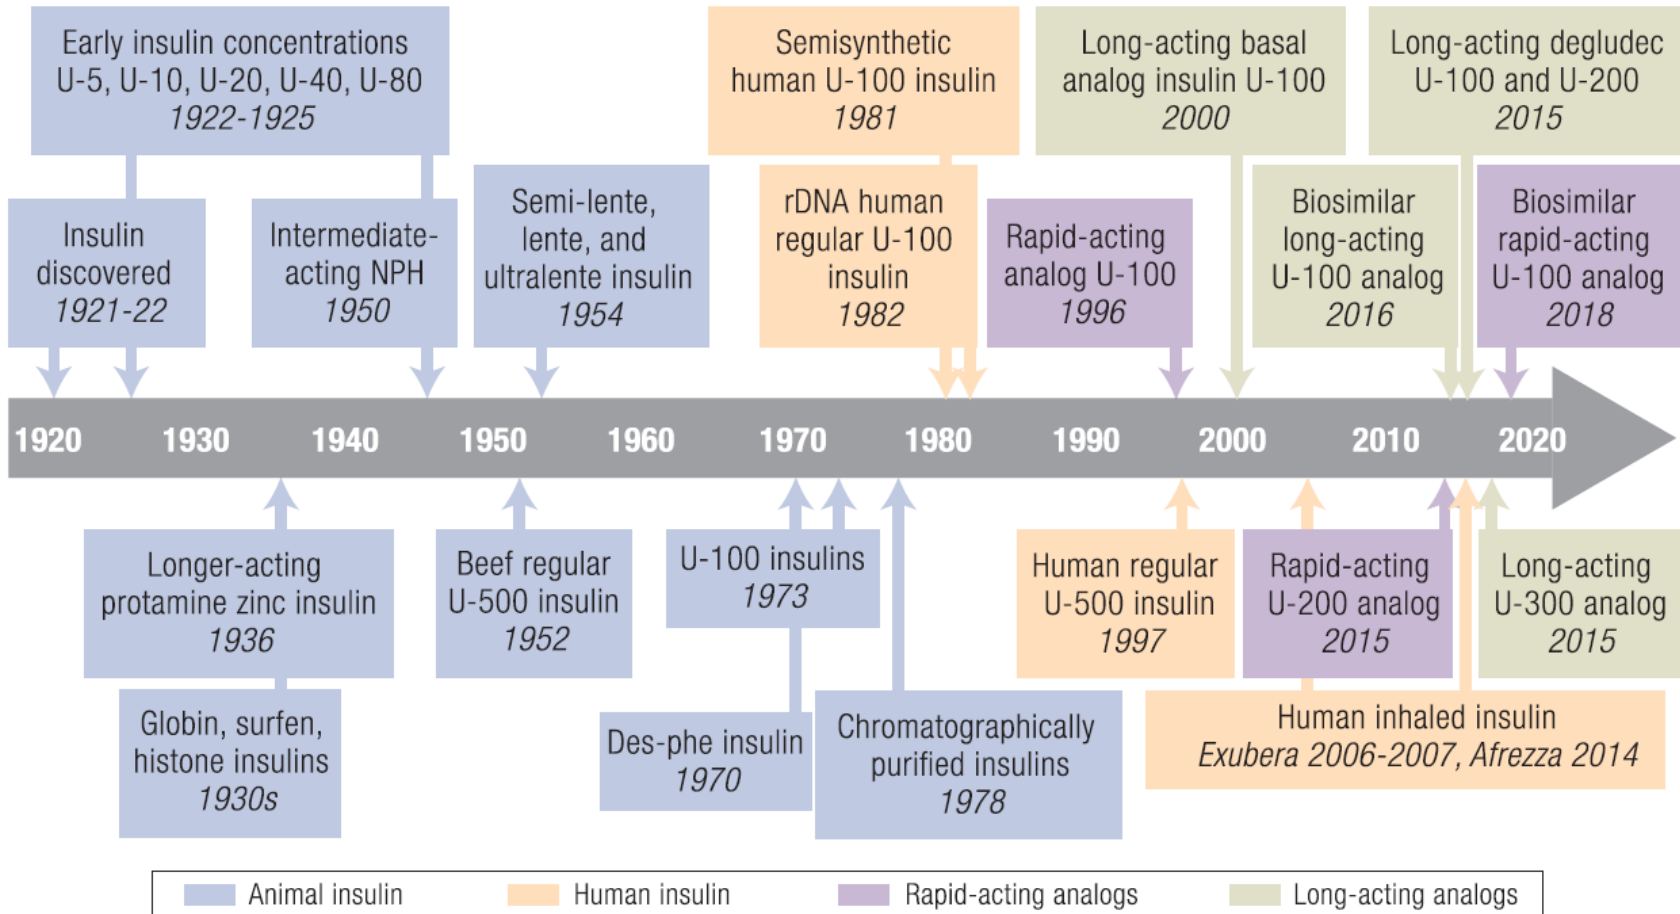 Early insulin concentrations
U-5, U-10, U-20, U-40, U-80
1922-1925
Semisynthetic
human U-100 insulin
1981
Long-acting basal
analog insulin U-100
2000
Long-acting degludec
U-100 and U-200
2015
Insulin
discovered
1921-22
Intermediate-
acting NPH
1950
Semi-lente,
lente, and
ultralente insulin
1954
rDNA human
regular U-100
insulin
1982
Rapid-acting
analog U-100
1996
Biosimilar
long-acting
U-100 analog
2016
Biosimilar
rapid-acting
U-100 analog
2018
1920 1930 1940 1950 1960 1970 1980 1990 2000 2010 2020
Longer-acting
protamine zinc insulin
1936
Beef regular
U-500 insulin
1952
U-100 insulins
1973
Human regular
U-500 insulin
1997
Rapid-acting
U-200 analog
2015
Long-acting
U-300 analog
2015
Globin, surfen,
histone insulins
1930s
Des-phe insulin
1970
Chromatographically
purified insulins
1978
Human inhaled insulin
Exubera 2006-2007, Afrezza 2014
Animal insulin Human insulin Rapid-acting analogs Long-acting analogs